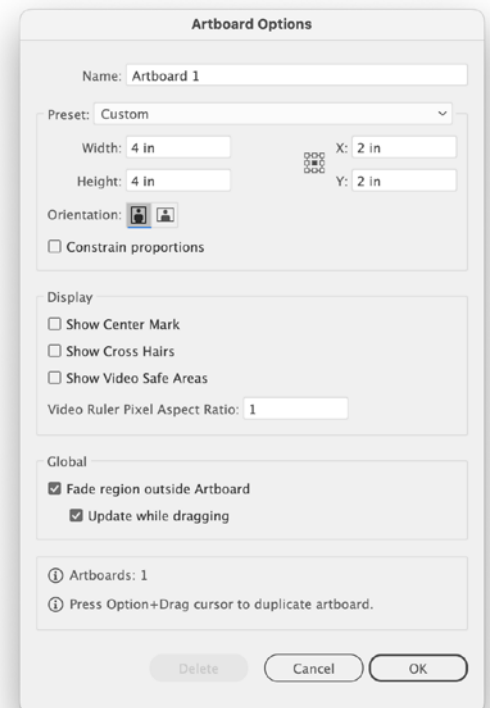 Artboard Options
Name: Artboard 1
Preset: Custom
Width: 4 in X: 2 in
Height: 4 in Y: 2 in
Orientation:
Constrain proportions
Display
Show Center Mark
Show Cross Hairs
Show Video Safe Areas
Video Ruler Pixel Aspect Ratio: 1
Global
Fade region outside Artboard
Update while dragging
Artboards: 1
Press Option+Drag cursor to duplicate artboard.
Delete Cancel OK